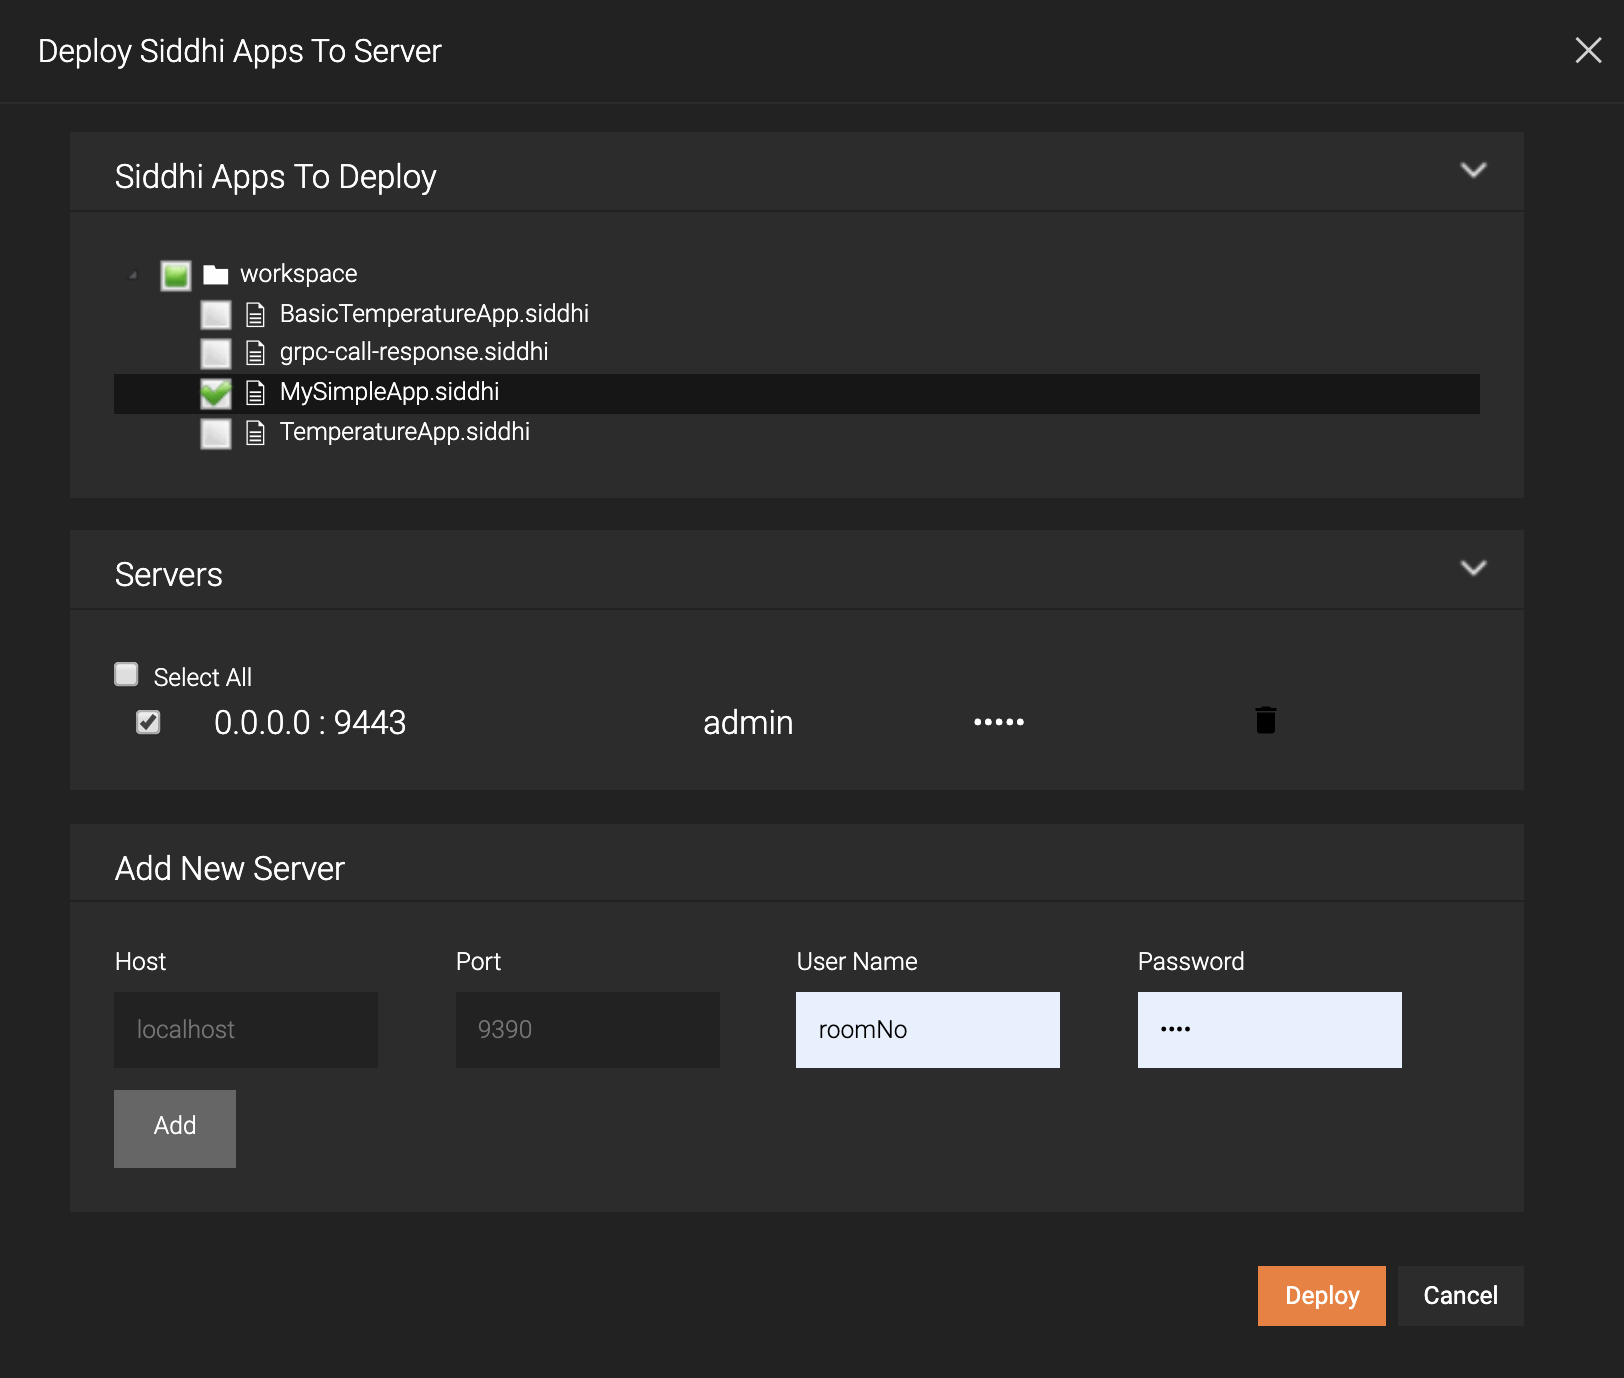 Deploy Siddhi Apps To Server
Siddhi Apps To Deploy
workspace
BasicTemperatureApp.siddhi
grpc-call-response.siddhi
MySimpleApp.siddhi
TemperatureApp.siddhi
Servers
Select All
0.0.0.0 : 9443 admin •••••
Add New Server
Host Port User Name Password
localhost 9390 roomNo ••••
Add
Deploy Cancel